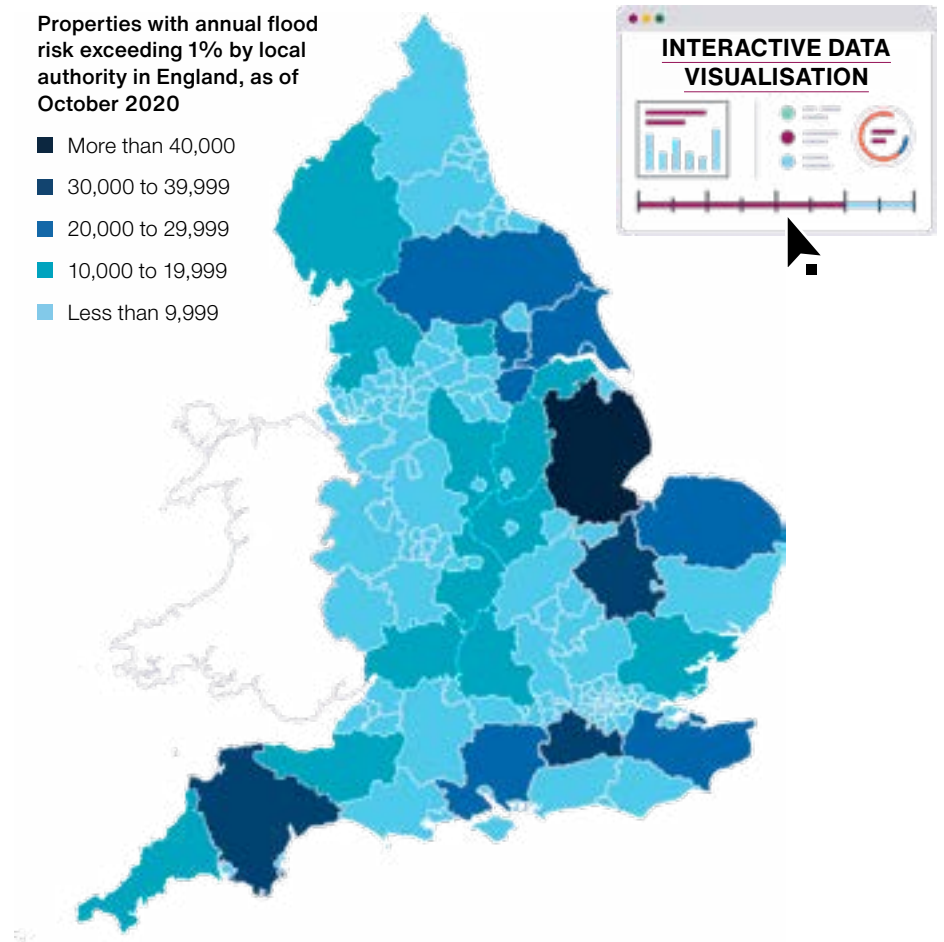 Properties with annual flood
risk exceeding 1% by local
authority in England, as of
October 2020
More than 40,000
30,000 to 39,999
20,000 to 29,999
10,000 to 19,999
Less than 9,999
INTERACTIVE DATA
VISUALISATION